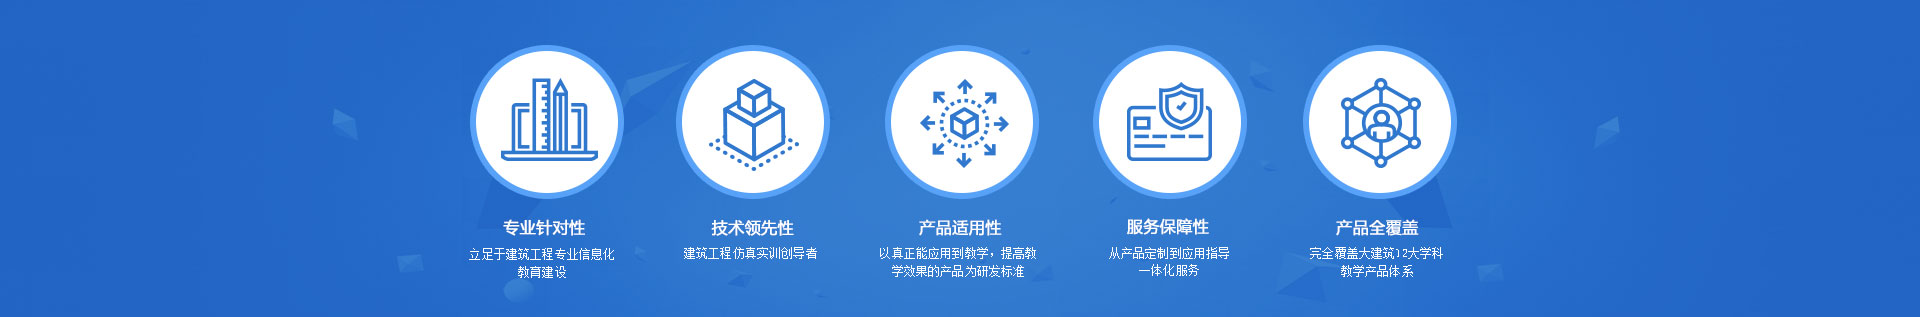 专业针对性
立足于建筑工程专业信息化
教育建设
技术领先性
建筑工程仿真实训创导者
产品适用性
以真正能应用到教学，提高教
学效果的产品为研发标准
服务保障性
从产品定制到应用指导
一体化服务
产品全覆盖
完全覆盖大建筑12大学科
教学产品体系